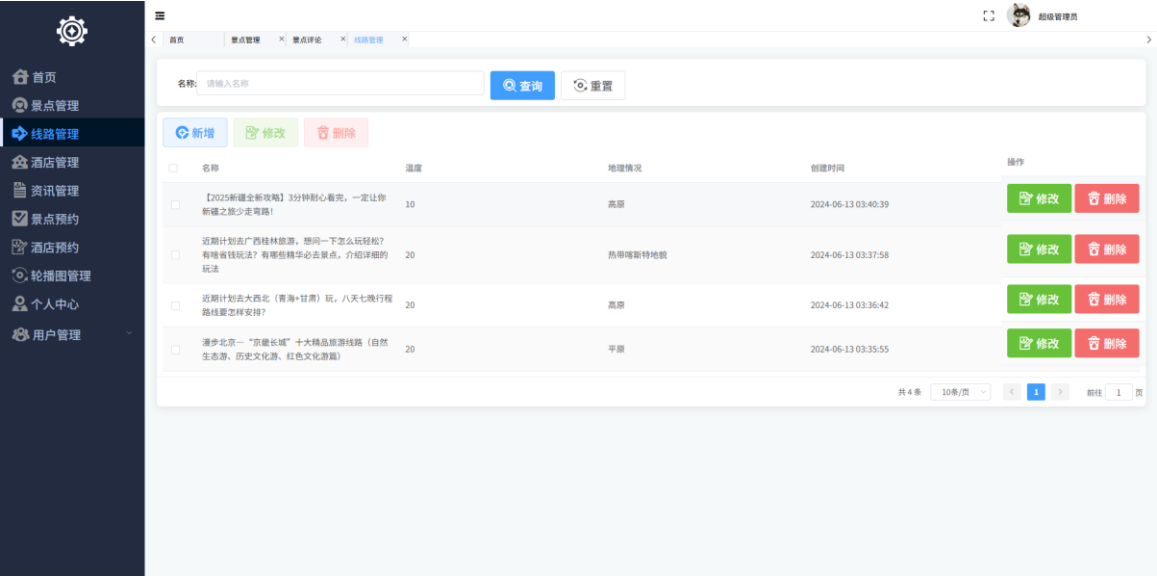 超级管理员
首页 景点管理 × 景点评论 × 线路管理 ×
首页
景点管理
线路管理
酒店管理
资讯管理
景点预约
酒店预约
轮播图管理
个人中心
用户管理
名称: 请输入名称 查询 重置
新增 修改 删除
名称 温度 地理情况 创建时间 操作
【2025新疆全新攻略】3分钟耐心看完，一定让你
新疆之旅少走弯路！
10 高原 2024-06-13 03:40:39 修改 删除
近期计划去广西桂林旅游，想问一下怎么玩轻松？
有啥省钱玩法？有哪些精华必去景点，介绍详细的
玩法
20 热带喀斯特地貌 2024-06-13 03:37:58 修改 删除
近期计划去大西北（青海+甘肃）玩，八天七晚行程
路线要怎样安排？
20 高原 2024-06-13 03:36:42 修改 删除
漫步北京—“京畿长城”十大精品旅游线路（自然
生态游、历史文化游、红色文化游篇）
20 平原 2024-06-13 03:35:55 修改 删除
共 4 条 10条/页 1 前往 1 页